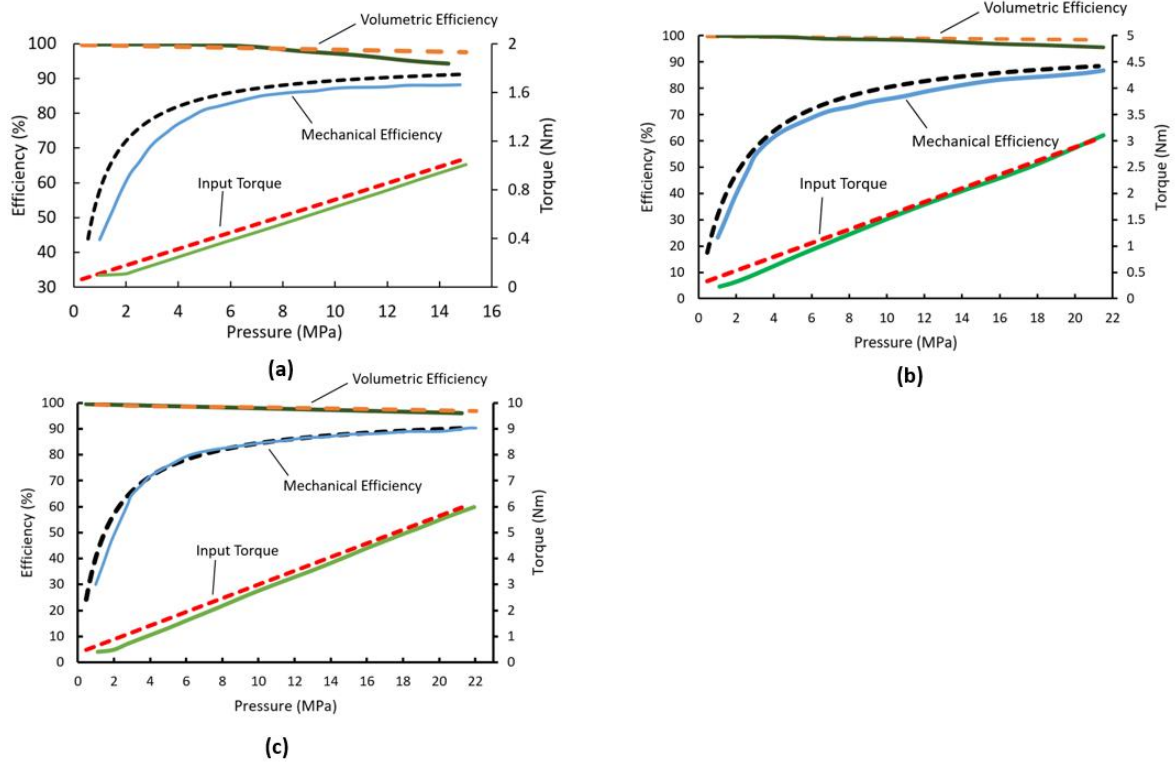 Volumetric Efficiency
100
90
80
70
60
50
40
30
Efficiency (%)
Mechanical Efficiency
Input Torque
2
1.6
1.2
0.8
0.4
0
Torque (Nm)
0 2 4 6 8 10 12 14 16
Pressure (MPa)
(a)
Volumetric Efficiency
100
90
80
70
60
50
40
30
20
10
0
Efficiency (%)
Mechanical Efficiency
Input Torque
5
4.5
4
3.5
3
2.5
2
1.5
1
0.5
0
Torque (Nm)
0 2 4 6 8 10 12 14 16 18 20 22
Pressure (MPa)
(b)
Volumetric Efficiency
100
90
80
70
60
50
40
30
20
10
0
Efficiency (%)
Mechanical Efficiency
Input Torque
10
9
8
7
6
5
4
3
2
1
0
Torque (Nm)
0 2 4 6 8 10 12 14 16 18 20 22
Pressure (MPa)
(c)